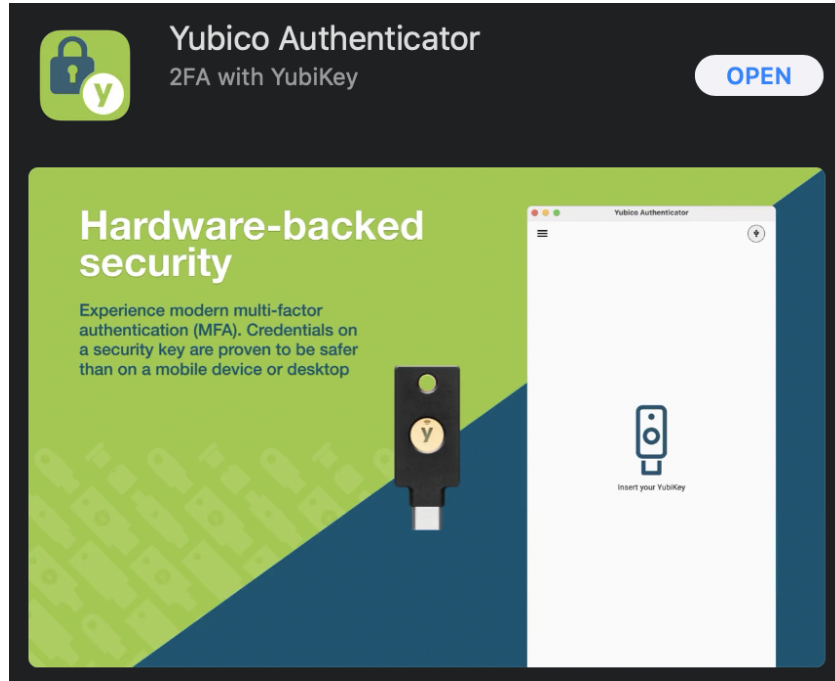 Yubico Authenticator
2FA with YubiKey
OPEN
y
Hardware-backed
security
Experience modern multi-factor
authentication (MFA). Credentials on
a security key are proven to be safer
than on a mobile device or desktop
y
Yubico Authenticator
Insert your YubiKey